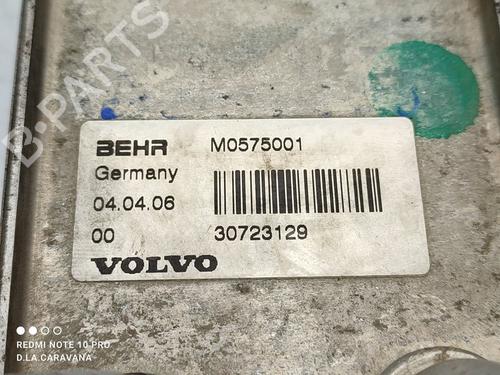 B-PARTS
BEHR M0575001
Germany
04.04.06
00 30723129
VOLVO
REDMI NOTE 10 PRO
D.LA.CARAVANA